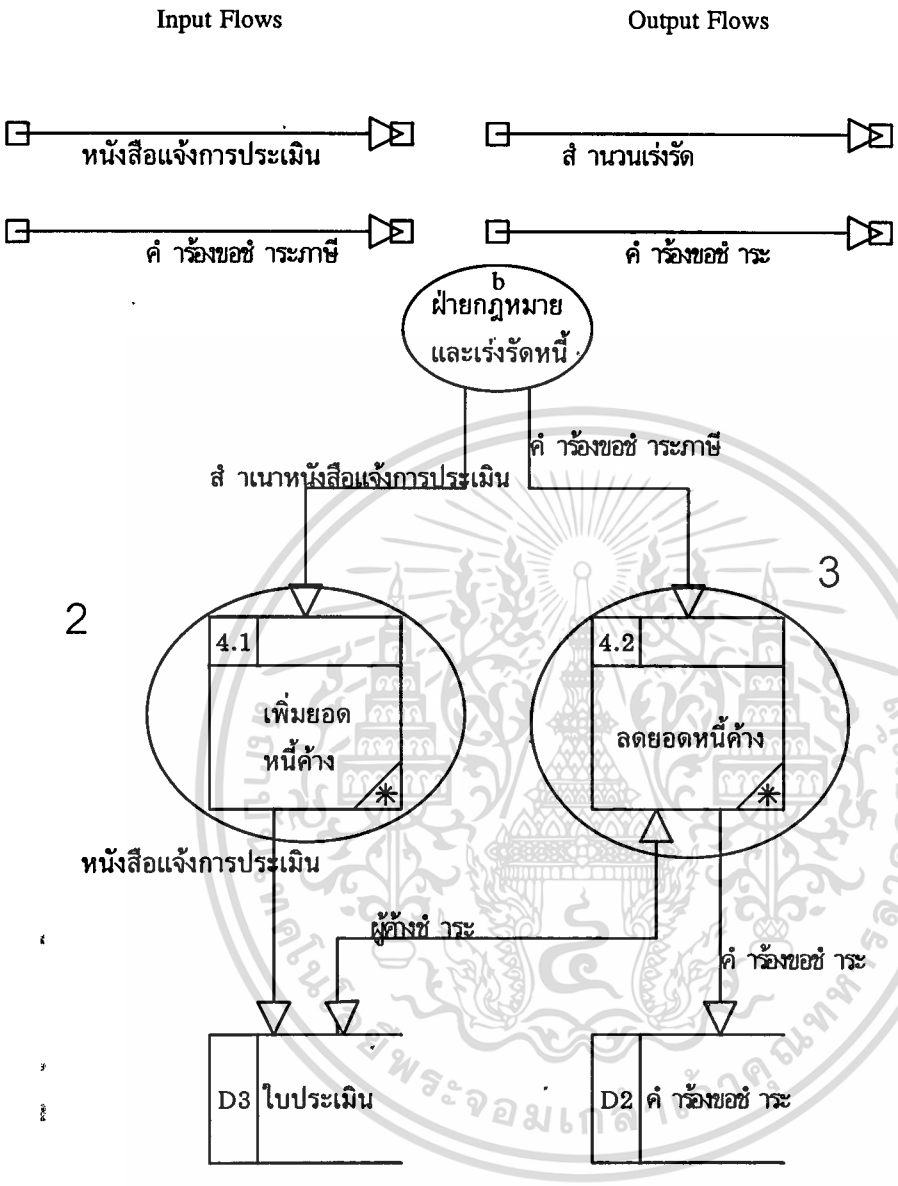 Input Flows
Output Flows
หนังสือแจ้งการประเมิน
สํ านวนเร่งรัด
คํ าร้องขอชํ าระภาษี
คํ าร้องขอชํ าระ
b
ฝ่ายกฎหมาย
และเร่งรัดหนี้
คํ าร้องขอชํ าระภาษี
สํ าเนาหนังสือแจ้งการประเมิน
2
3
4.1
4.2
เพิ่มยอด
หนี้ค้าง
ลดยอดหนี้ค้าง
*
*
หนังสือแจ้งการประเมิน
ผู้ค้างชํ าระ
คํ าร้องขอชํ าระ
D3 ใบประเมิน
D2 คํ าร้องขอชํ าระ